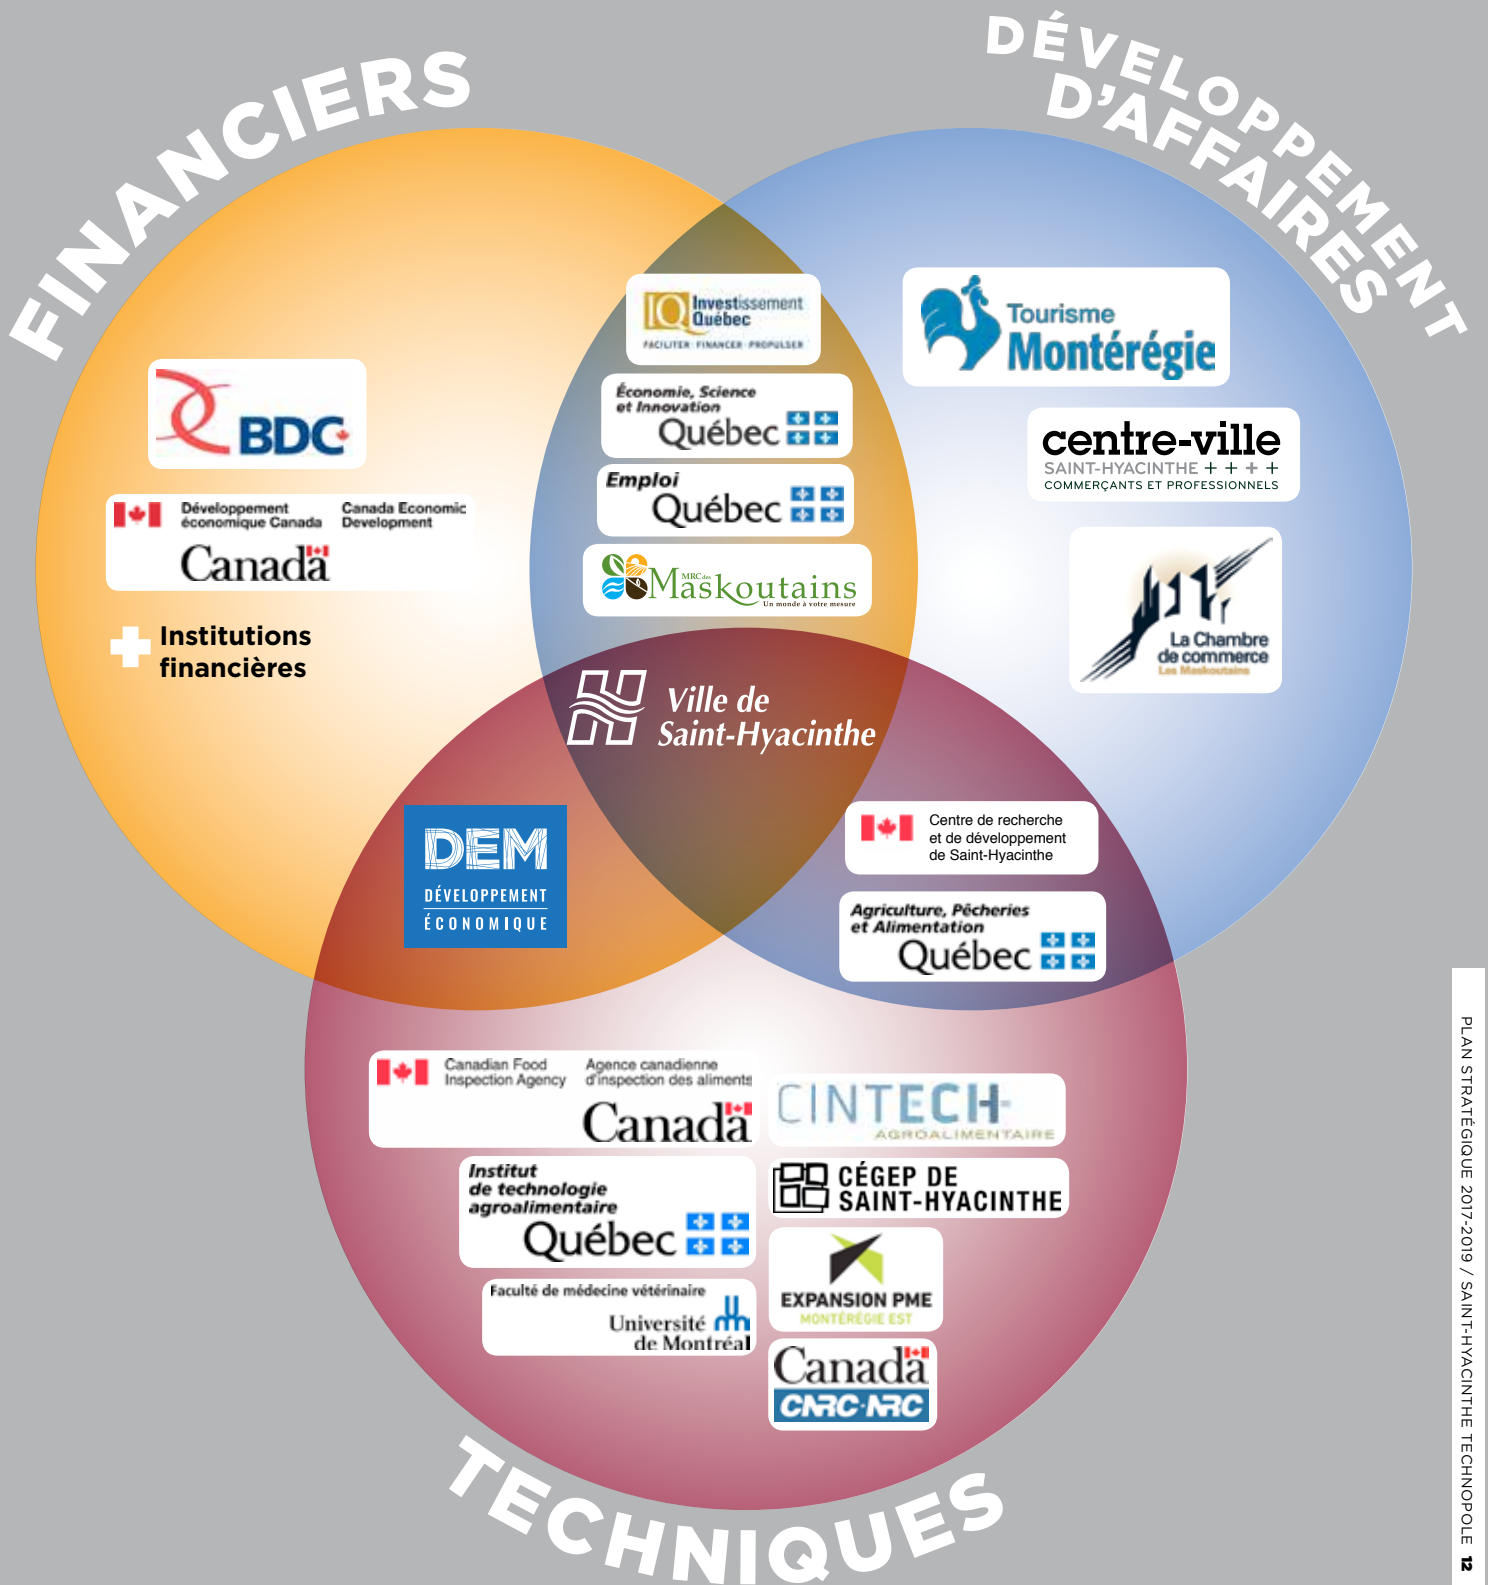 FINANCIERS
DÉVELOPPEMENT
D'AFFAIRES
BDC
Développement
économique Canada
Canada Economic
Development
Canada
Institutions
financières
IQ Investissement
Québec
FACILITER · FINANCER · PROPULSER
Économie, Science
et Innovation
Québec
Emploi
Québec
MRC des
Maskoutains
Un monde à votre mesure
Tourisme
Montérégie
centre-ville
SAINT-HYACINTHE + + + +
COMMERÇANTS ET PROFESSIONNELS
La Chambre
de commerce
Les Maskoutains
Ville de
Saint-Hyacinthe
DEM
DÉVELOPPEMENT
ÉCONOMIQUE
Centre de recherche
et de développement
de Saint-Hyacinthe
Agriculture, Pêcheries
et Alimentation
Québec
Canadian Food
Inspection Agency
Agence canadienne
d'inspection des aliments
Canada
CINTECH
AGROALIMENTAIRE
Institut
de technologie
agroalimentaire
Québec
CÉGEP DE
SAINT-HYACINTHE
Faculté de médecine vétérinaire
Université
de Montréal
EXPANSION PME
MONTÉRÉGIE EST
Canada
CNRC·NRC
TECHNIQUES
PLAN STRATÉGIQUE 2017-2019 / SAINT-HYACINTHE TECHNOPOLE 12